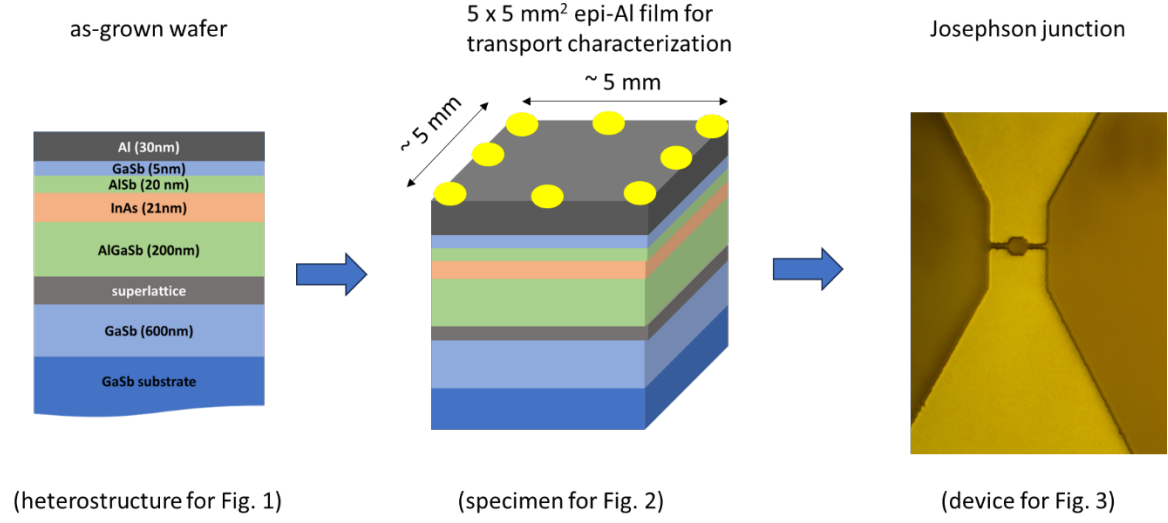 as-grown wafer
5 x 5 mm² epi-Al film for
transport characterization
Josephson junction
~ 5 mm
~ 5 mm
Al (30nm)
GaSb (5nm)
AlSb (20 nm)
InAs (21nm)
AlGaSb (200nm)
superlattice
GaSb (600nm)
GaSb substrate
(heterostructure for Fig. 1)
(specimen for Fig. 2)
(device for Fig. 3)